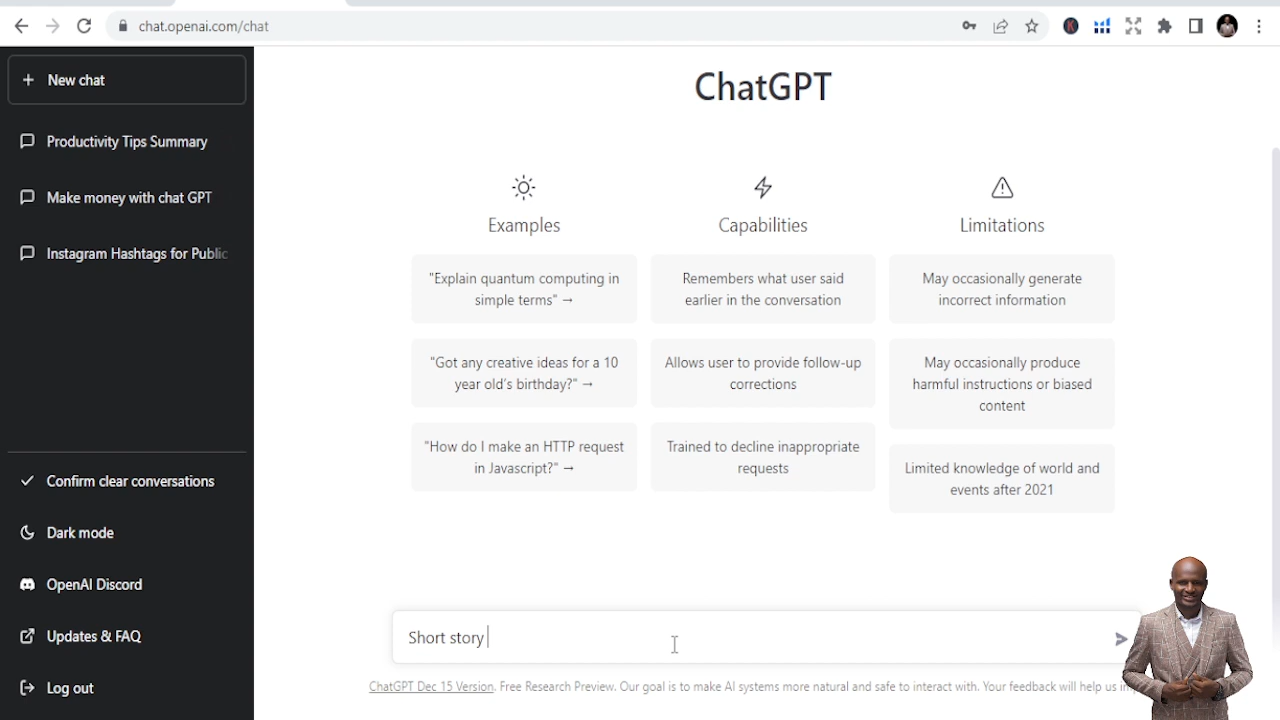 chat.openai.com/chat
New chat
Productivity Tips Summary
Make money with chat GPT
Instagram Hashtags for Public
Confirm clear conversations
Dark mode
OpenAI Discord
Updates & FAQ
Log out
ChatGPT
Examples
"Explain quantum computing in
simple terms" →
"Got any creative ideas for a 10
year old's birthday?" →
"How do I make an HTTP request
in Javascript?" →
Capabilities
Remembers what user said
earlier in the conversation
Allows user to provide follow-up
corrections
Trained to decline inappropriate
requests
Limitations
May occasionally generate
incorrect information
May occasionally produce
harmful instructions or biased
content
Limited knowledge of world and
events after 2021
Short story
ChatGPT Dec 15 Version. Free Research Preview. Our goal is to make AI systems more natural and safe to interact with. Your feedback will help us